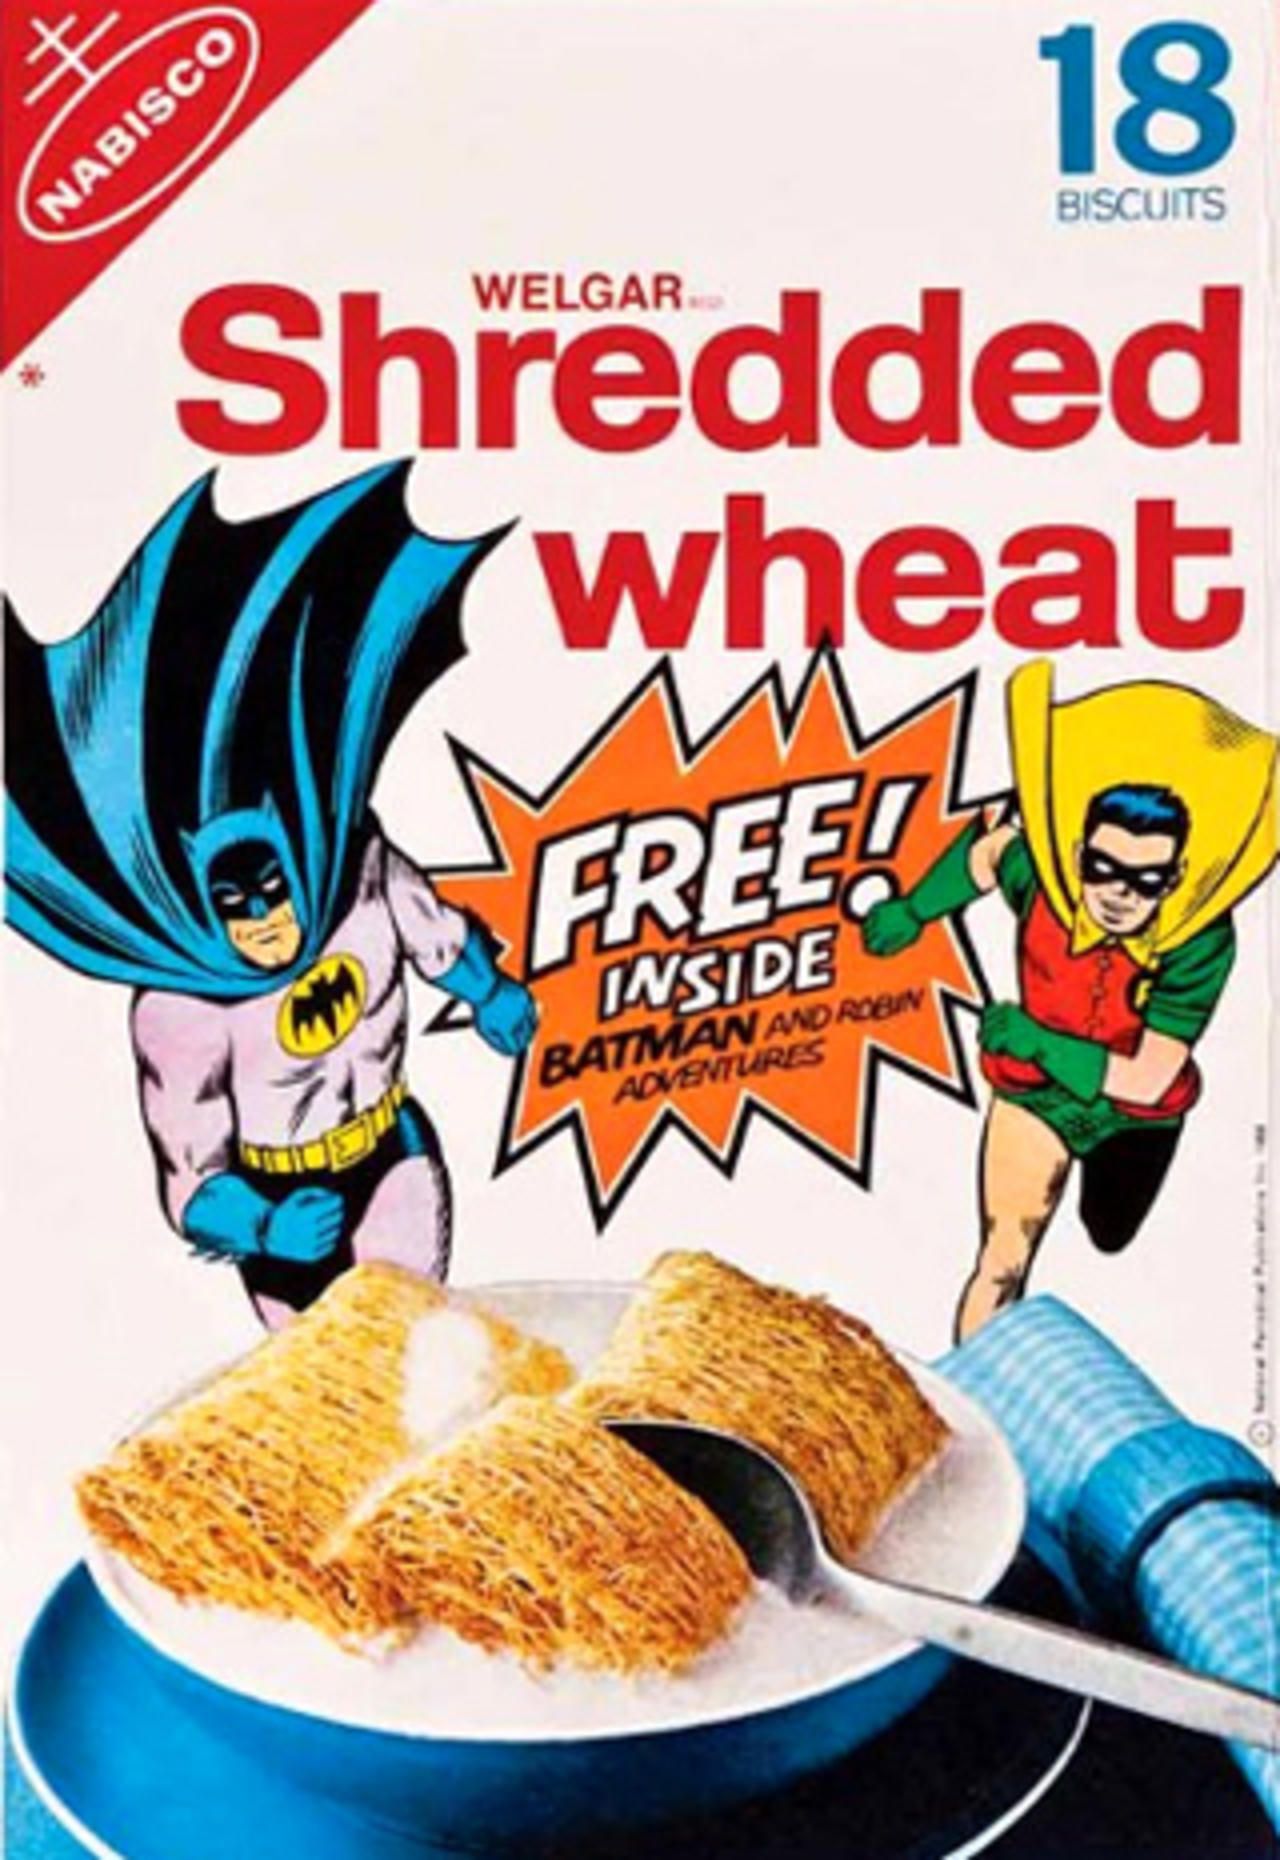 NABISCO
18
BISCUITS
WELGAR
Shredded
wheat
FREE!
INSIDE
BATMAN AND ROBIN
ADVENTURES